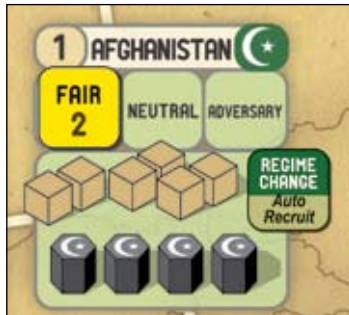 1 AFGHANISTAN
FAIR
2
NEUTRAL
ADVERSARY
REGIME
CHANGE
Auto
Recruit